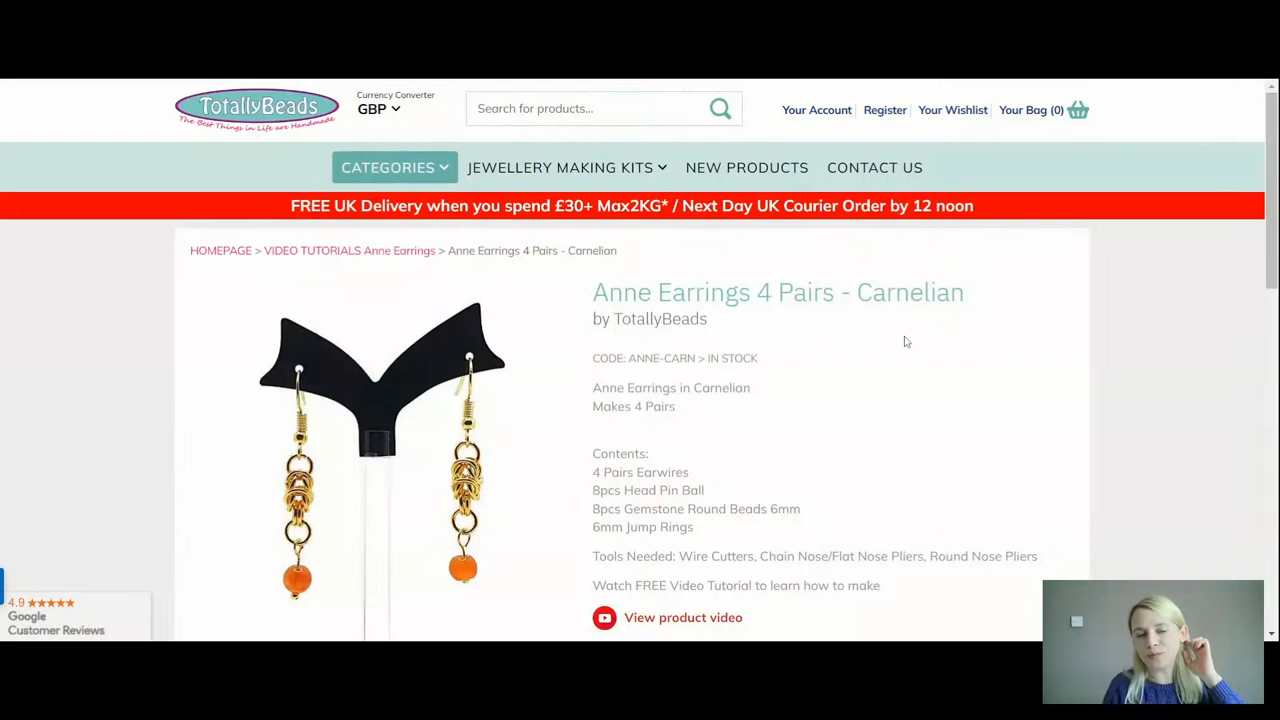 TotallyBeads
The Best Things in Life are Handmade
Currency Converter
GBP
Search for products...
Your Account
Register
Your Wishlist
Your Bag (0)
CATEGORIES
JEWELLERY MAKING KITS
NEW PRODUCTS
CONTACT US
FREE UK Delivery when you spend £30+ Max2KG* / Next Day UK Courier Order by 12 noon
HOMEPAGE > VIDEO TUTORIALS Anne Earrings > Anne Earrings 4 Pairs - Carnelian
Anne Earrings 4 Pairs - Carnelian
by TotallyBeads
CODE: ANNE-CARN > IN STOCK
Anne Earrings in Carnelian
Makes 4 Pairs
Contents:
4 Pairs Earwires
8pcs Head Pin Ball
8pcs Gemstone Round Beads 6mm
6mm Jump Rings
Tools Needed: Wire Cutters, Chain Nose/Flat Nose Pliers, Round Nose Pliers
Watch FREE Video Tutorial to learn how to make
View product video
4.9 ★★★★★
Google
Customer Reviews